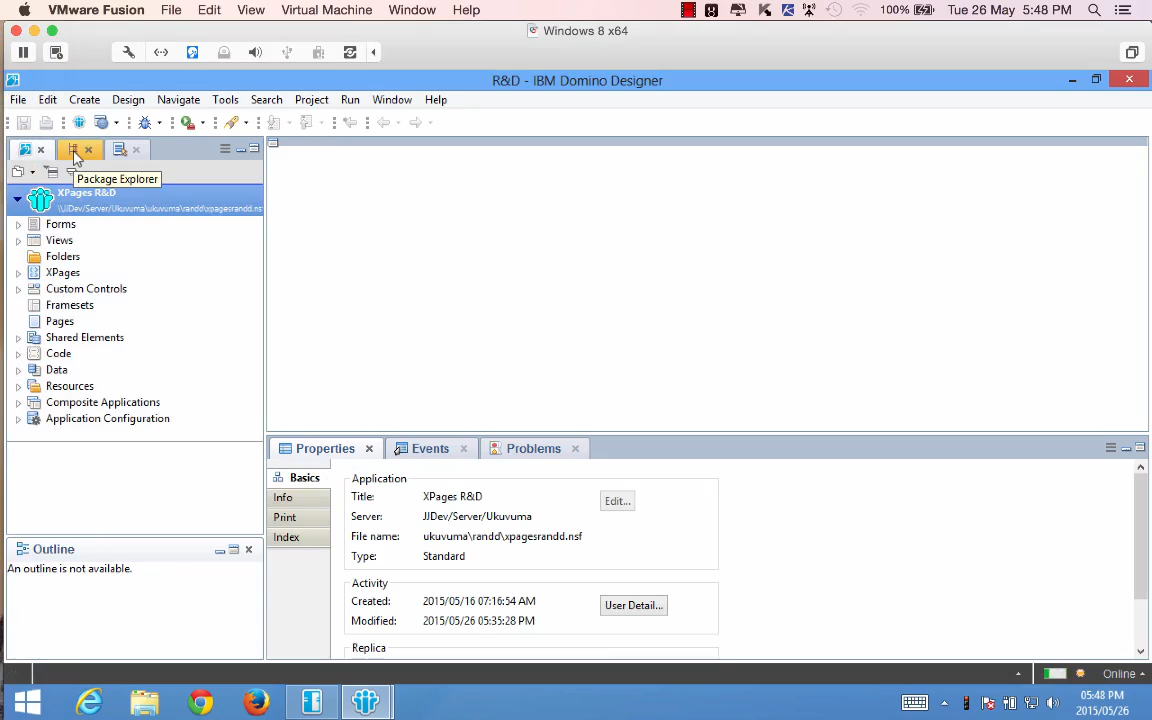 VMware Fusion File Edit View Virtual Machine Window Help 100% Tue 26 May 5:48 PM
Windows 8 x64
R&D - IBM Domino Designer
File Edit Create Design Navigate Tools Search Project Run Window Help
Package Explorer
XPages R&D
\\JJDev/Server/Ukuvuma\ukuvuma\randd\xpagesrandd.ns
Forms
Views
Folders
XPages
Custom Controls
Framesets
Pages
Shared Elements
Code
Data
Resources
Composite Applications
Application Configuration
Outline
An outline is not available.
Properties Events Problems
Basics
Info
Print
Index
Application
Title: XPages R&D Edit...
Server: JJDev/Server/Ukuvuma
File name: ukuvuma\randd\xpagesrandd.nsf
Type: Standard
Activity
Created: 2015/05/16 07:16:54 AM User Detail...
Modified: 2015/05/26 05:35:28 PM
Replica
Online
05:48 PM
2015/05/26